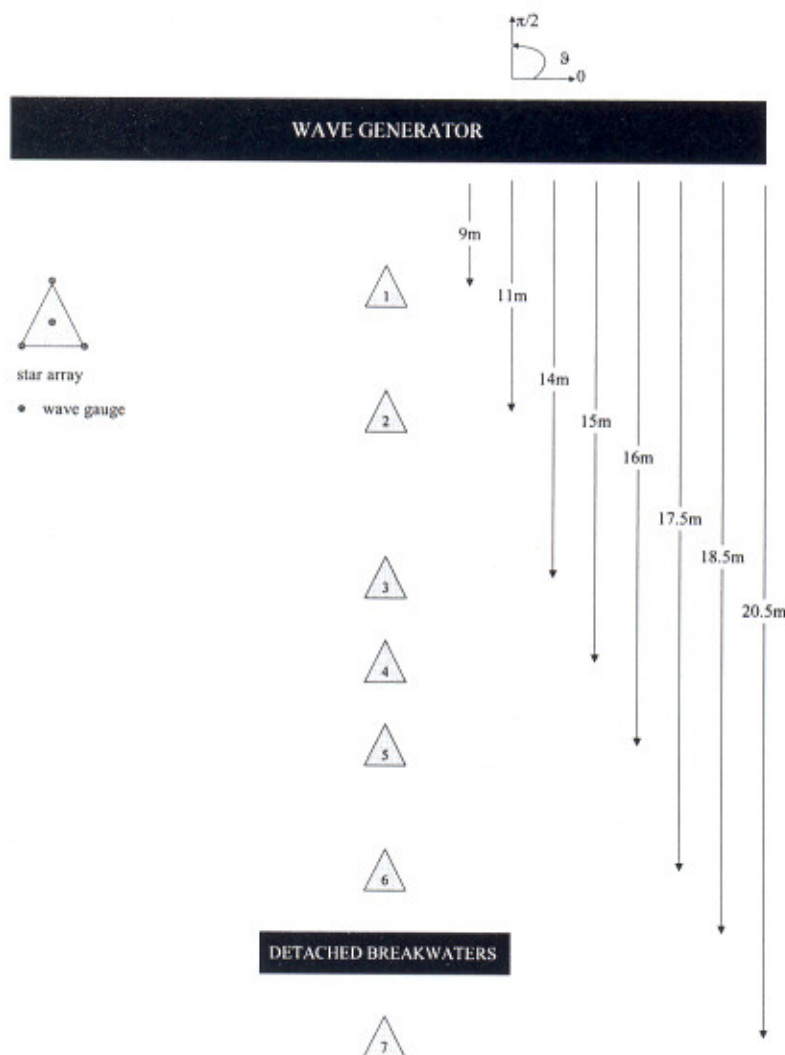 π/2
ϑ
0
WAVE GENERATOR
9m
1
11m
star array
14m
wave gauge
2
15m
16m
17.5m
18.5m
3
20.5m
4
5
6
DETACHED BREAKWATERS
7